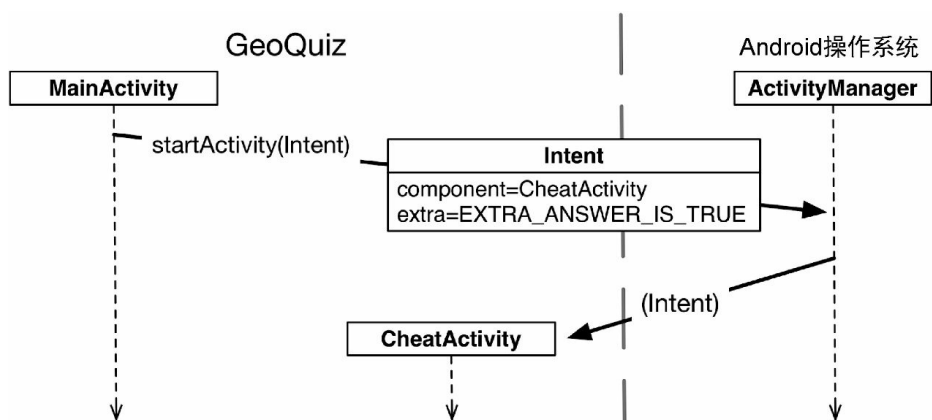 GeoQuiz
Android操作系统
MainActivity
ActivityManager
startActivity(Intent)
Intent
component=CheatActivity
extra=EXTRA_ANSWER_IS_TRUE
(Intent)
CheatActivity